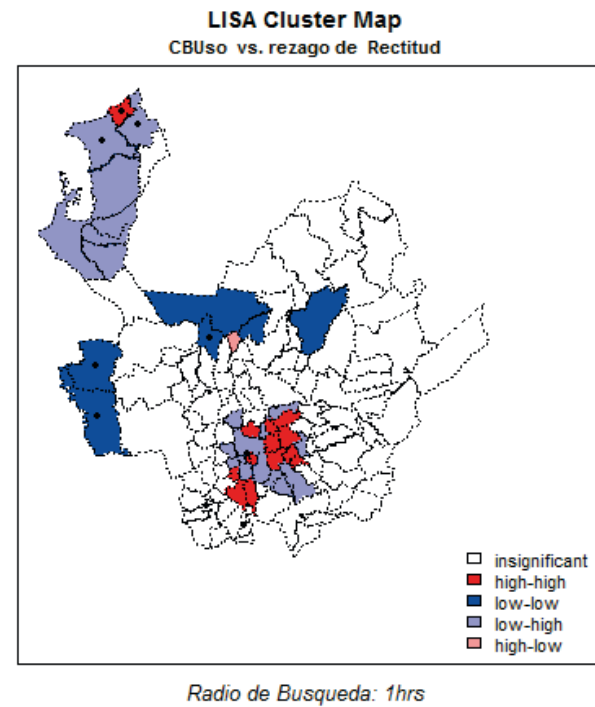 LISA Cluster Map
CBUso vs. rezago de Rectitud
insignificant
high-high
low-low
low-high
high-low
Radio de Busqueda: 1hrs